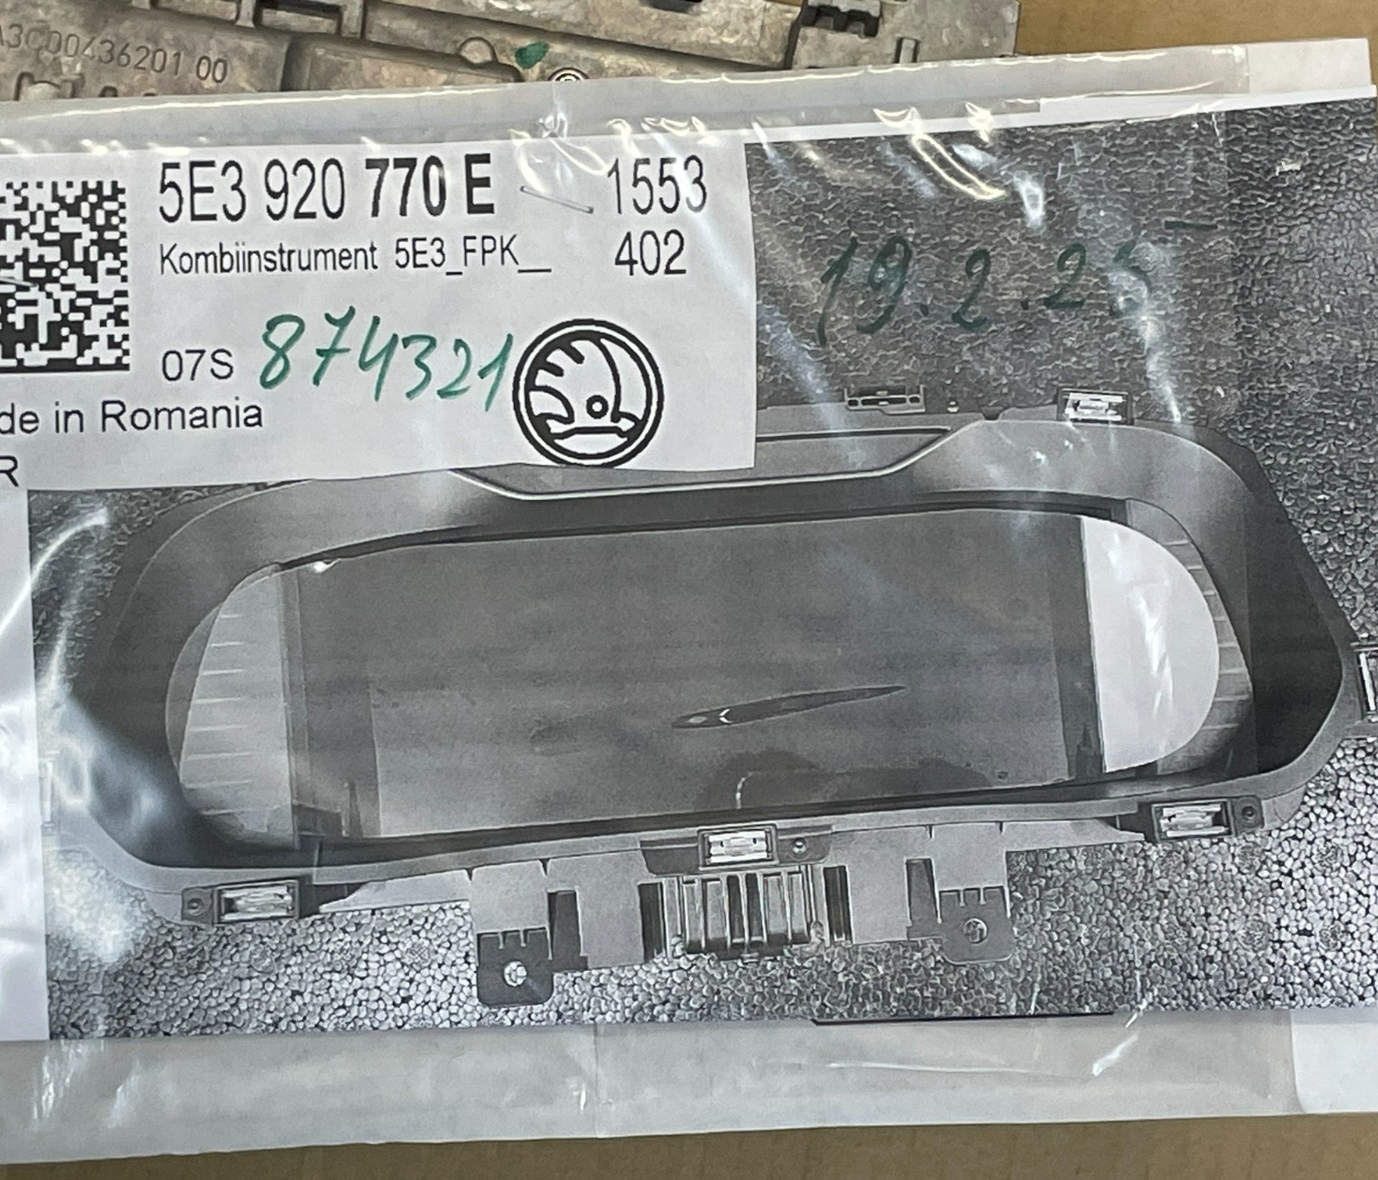 A3C00436201 00
5E3 920 770 E 1553
Kombiinstrument 5E3_FPK__ 402
07S 874321
de in Romania
R
19.2.25